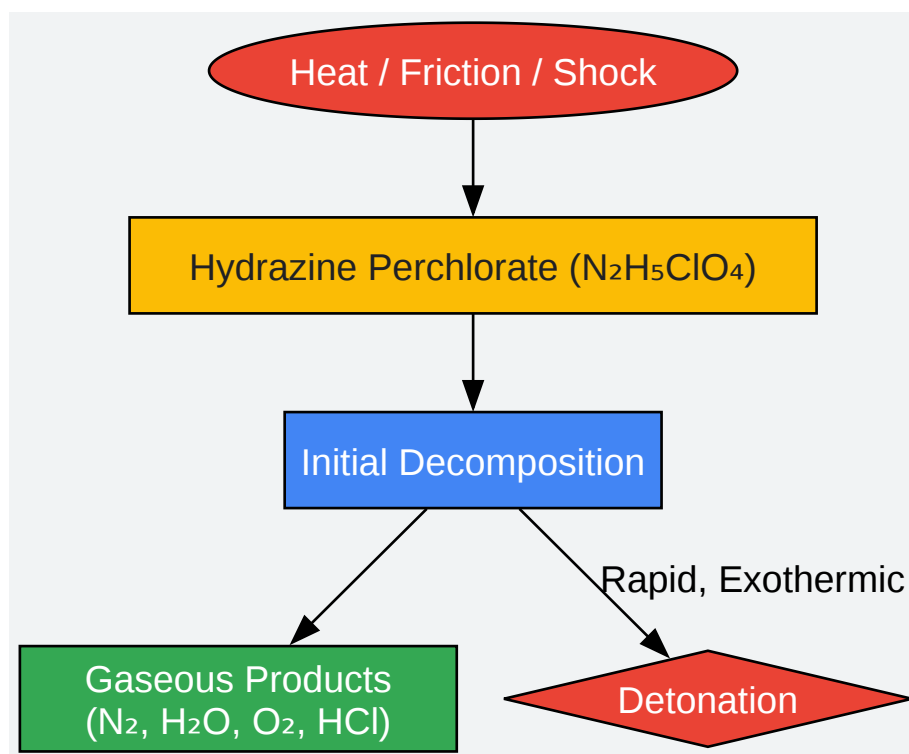 Heat / Friction / Shock
Hydrazine Perchlorate (N₂H₅ClO₄)
Initial Decomposition
Rapid, Exothermic
Gaseous Products
(N₂, H₂O, O₂, HCl)
Detonation